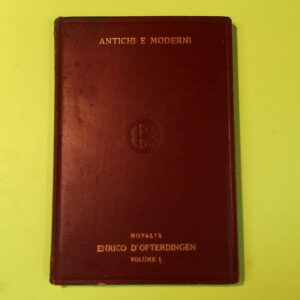 ANTICHI E MODERNI
NOVALIS
ENRICO D'OFTERDINGEN
VOLUME I.